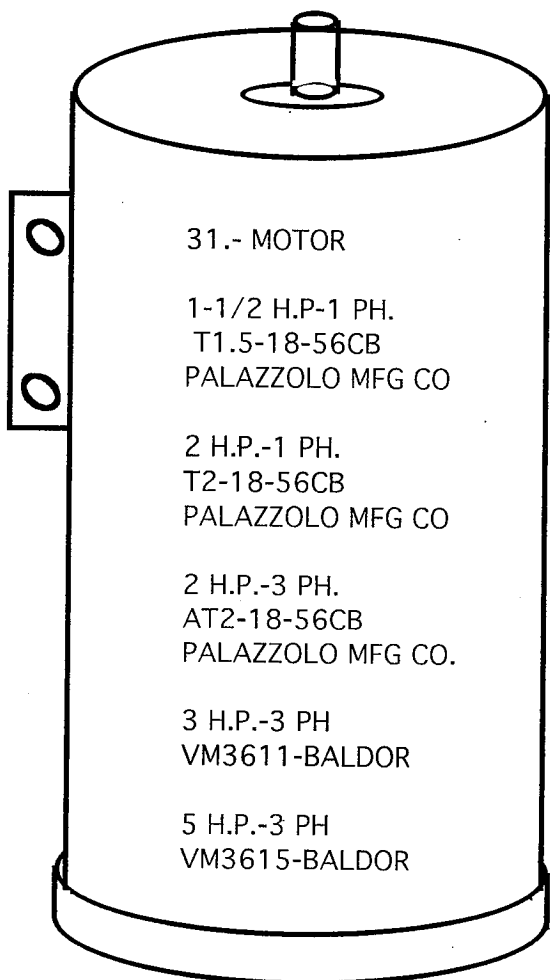 31.- MOTOR
1-1/2 H.P-1 PH.
T1.5-18-56CB
PALAZZOLO MFG CO
2 H.P.-1 PH.
T2-18-56CB
PALAZZOLO MFG CO
2 H.P.-3 PH.
AT2-18-56CB
PALAZZOLO MFG CO.
3 H.P.-3 PH
VM3611-BALDOR
5 H.P.-3 PH
VM3615-BALDOR